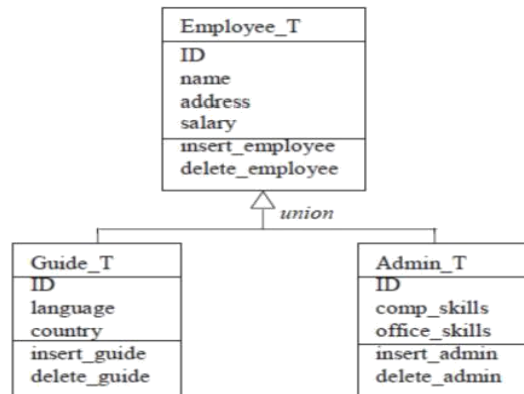 Employee_T
ID
name
address
salary
insert_employee
delete_employee
union
Guide_T
ID
language
country
insert_guide
delete_guide
Admin_T
ID
comp_skills
office_skills
insert_admin
delete_admin